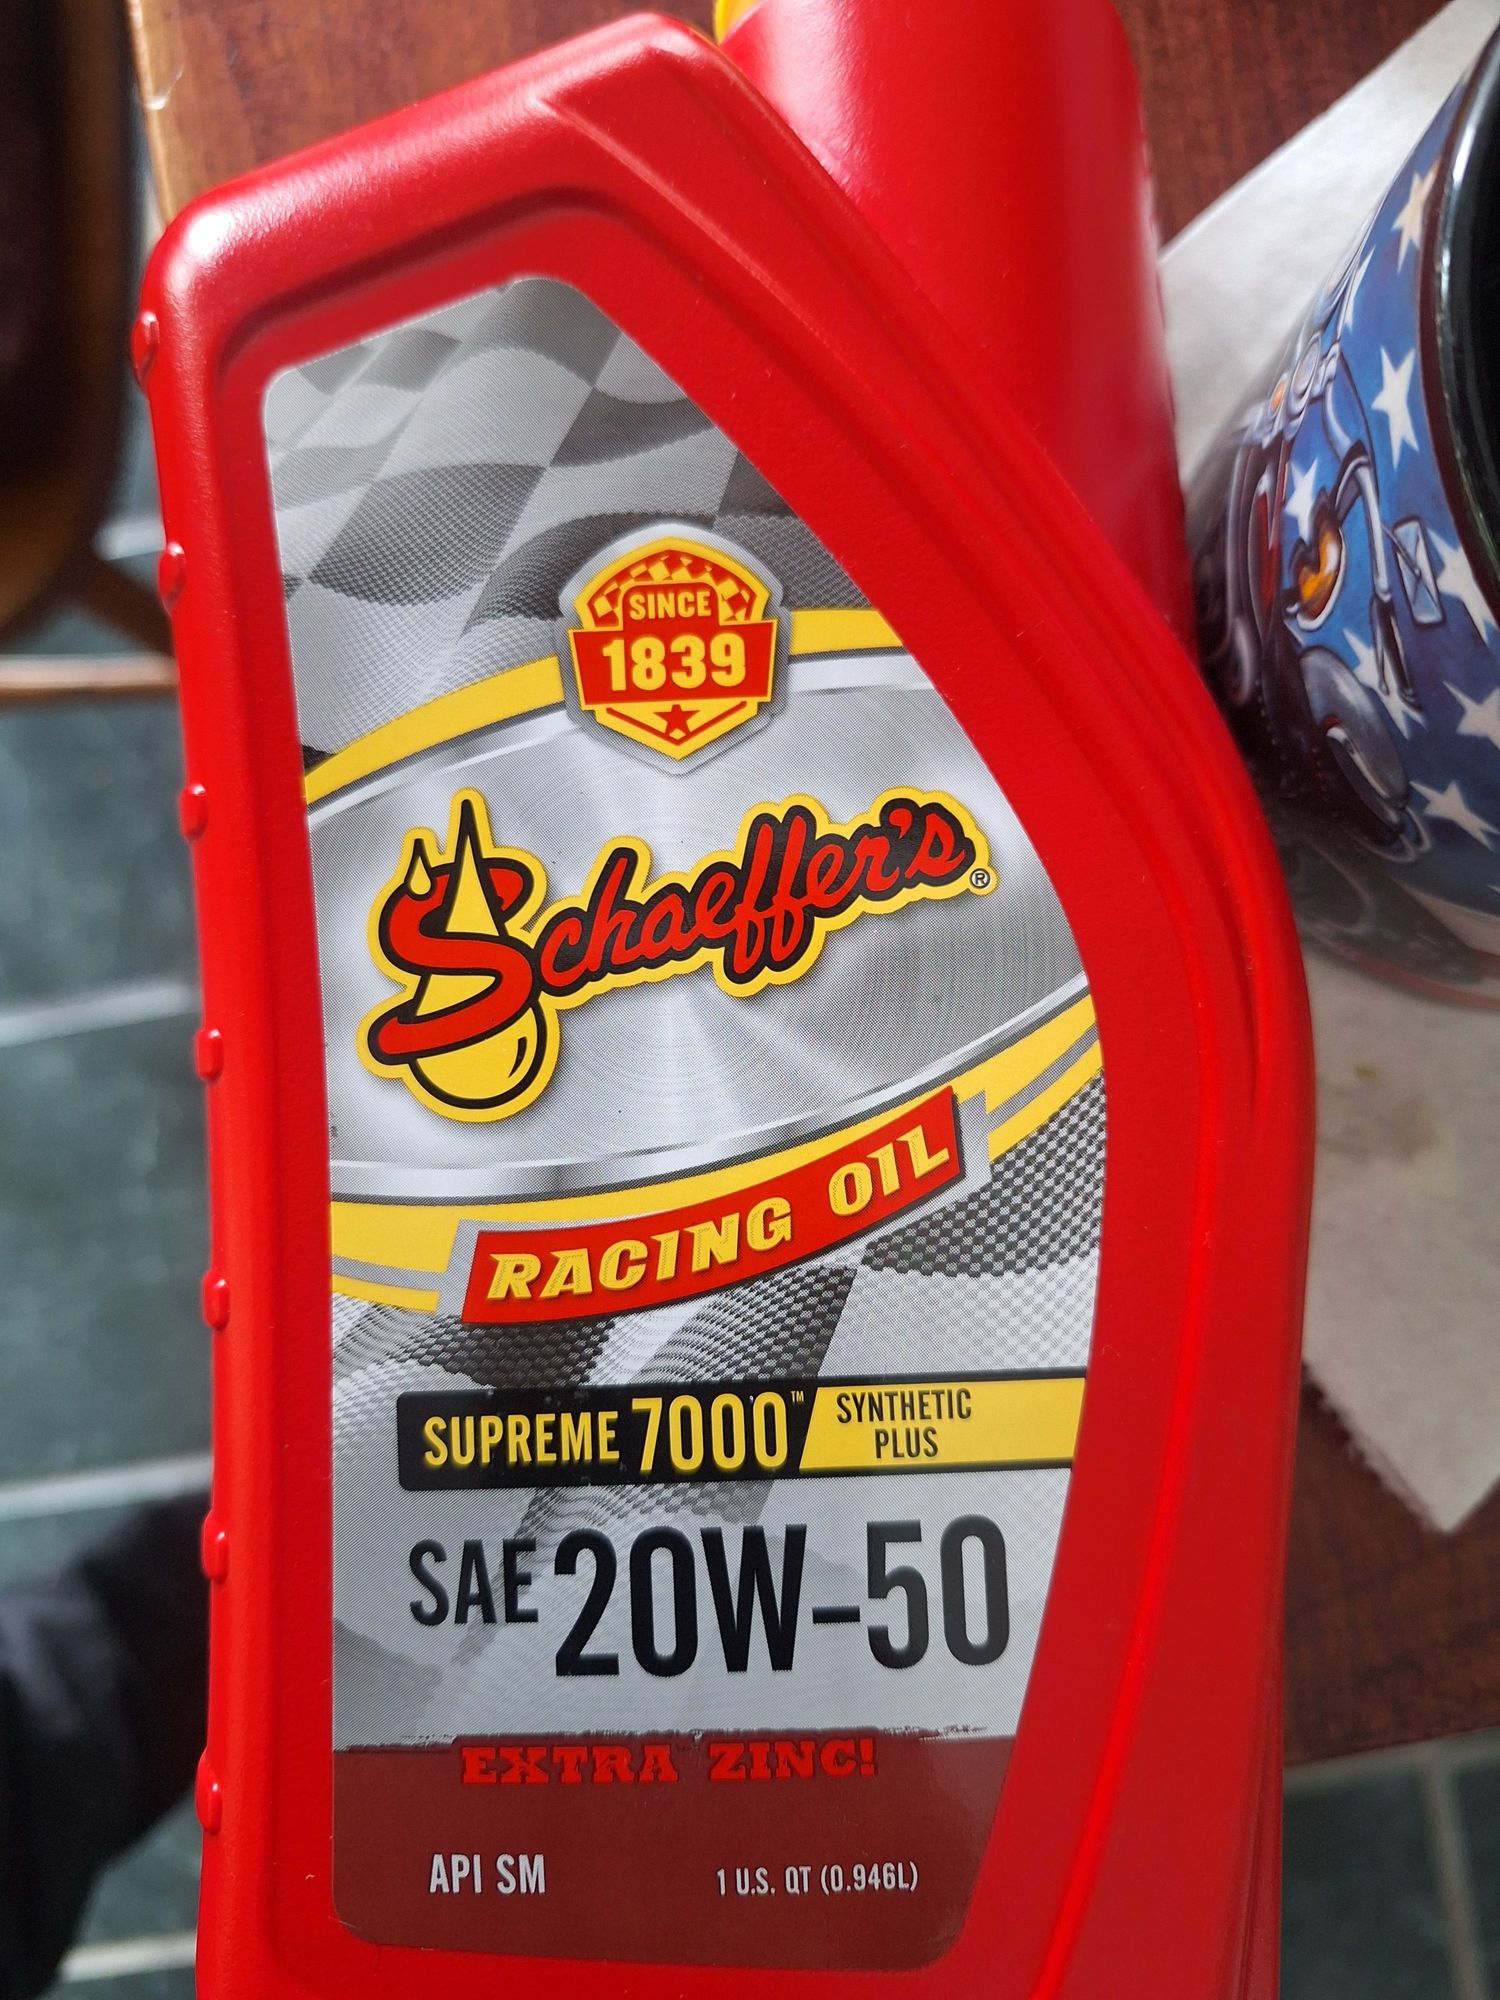 SINCE
1839
Schaeffer's®
RACING OIL
SUPREME 7000™ SYNTHETIC PLUS
SAE 20W-50
EXTRA ZINC!
API SM 1 U.S. QT (0.946L)